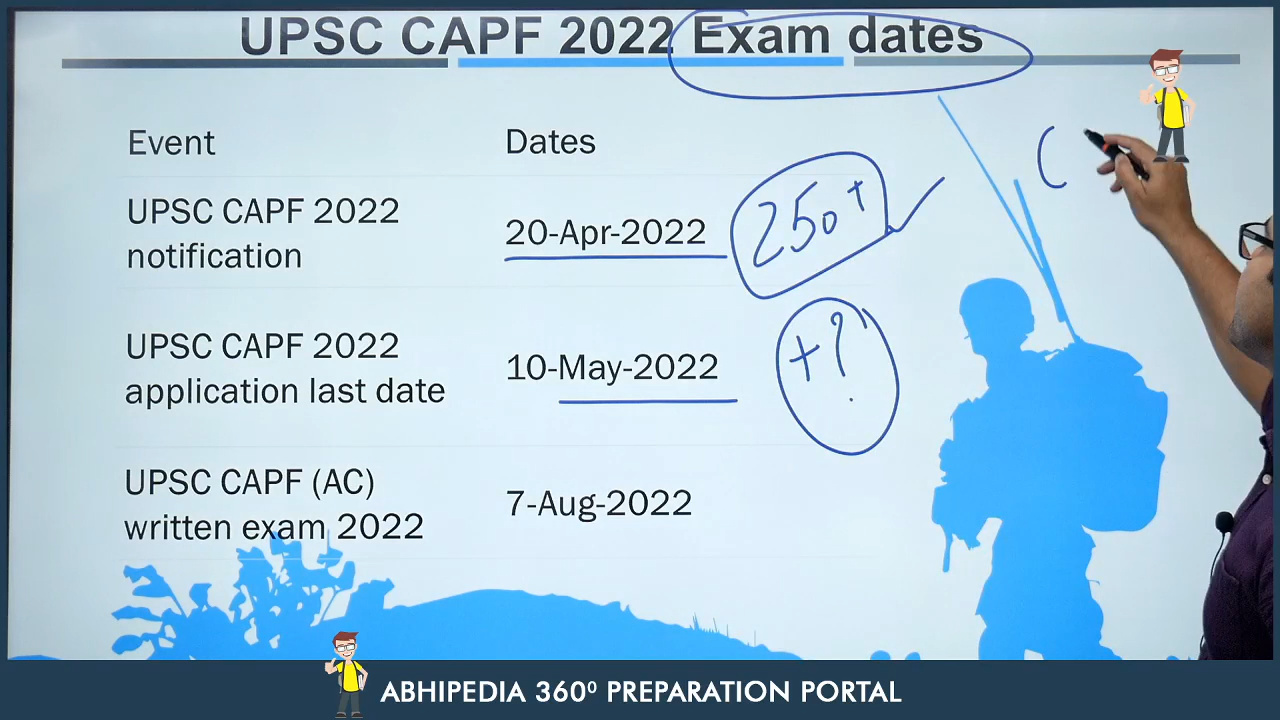 UPSC CAPF 2022 Exam dates
Event
Dates
UPSC CAPF 2022
notification
20-Apr-2022
250+
UPSC CAPF 2022
application last date
10-May-2022
+?
UPSC CAPF (AC)
written exam 2022
7-Aug-2022
(
ABHIPEDIA 360⁰ PREPARATION PORTAL